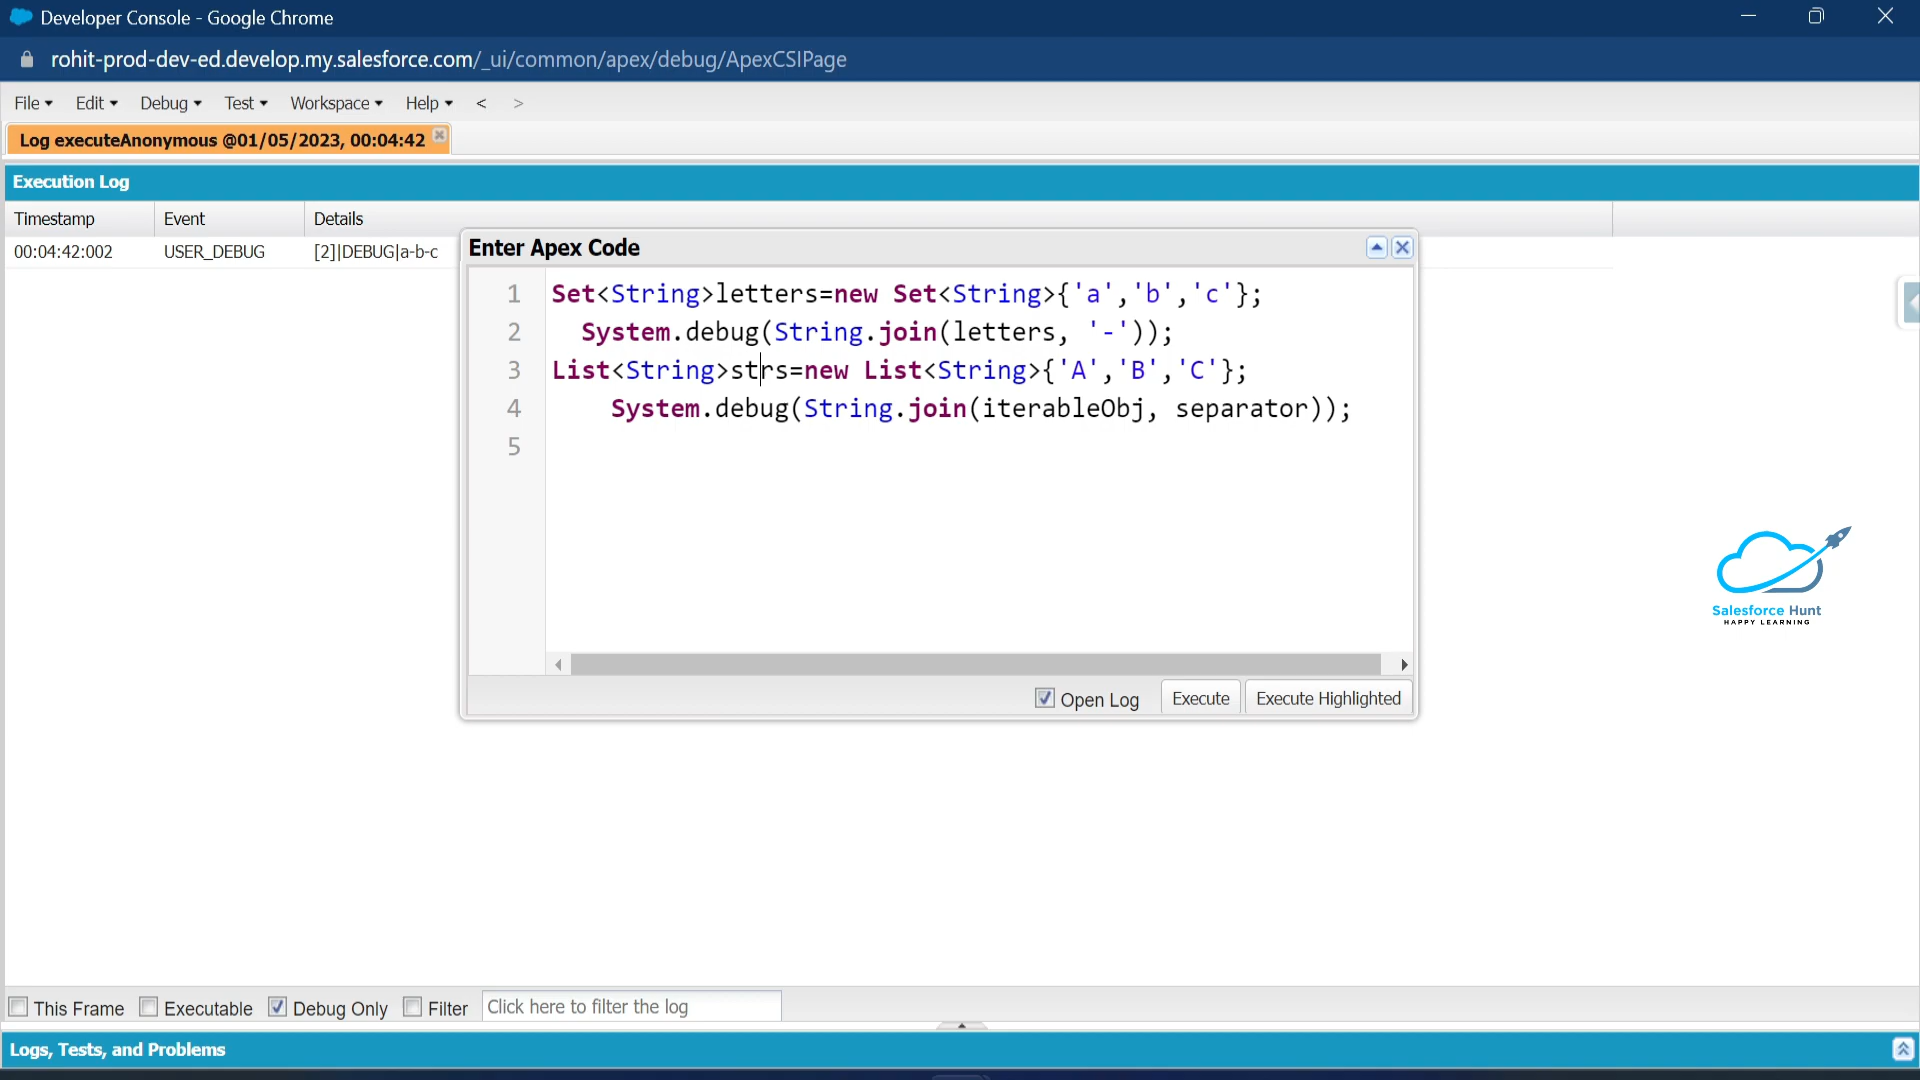 Developer Console - Google Chrome
rohit-prod-dev-ed.develop.my.salesforce.com/_ui/common/apex/debug/ApexCSIPage
File Edit Debug Test Workspace Help < >
Log executeAnonymous @01/05/2023, 00:04:42
Execution Log
Timestamp Event Details
00:04:42:002 USER_DEBUG [2]|DEBUG|a-b-c
Enter Apex Code
1 Set<String>letters=new Set<String>{'a','b','c'};
2 System.debug(String.join(letters, '-'));
3 List<String>strs=new List<String>{'A','B','C'};
4 System.debug(String.join(iterableObj, separator));
5
Salesforce Hunt
HAPPY LEARNING
Open Log Execute Execute Highlighted
This Frame Executable Debug Only Filter Click here to filter the log
Logs, Tests, and Problems